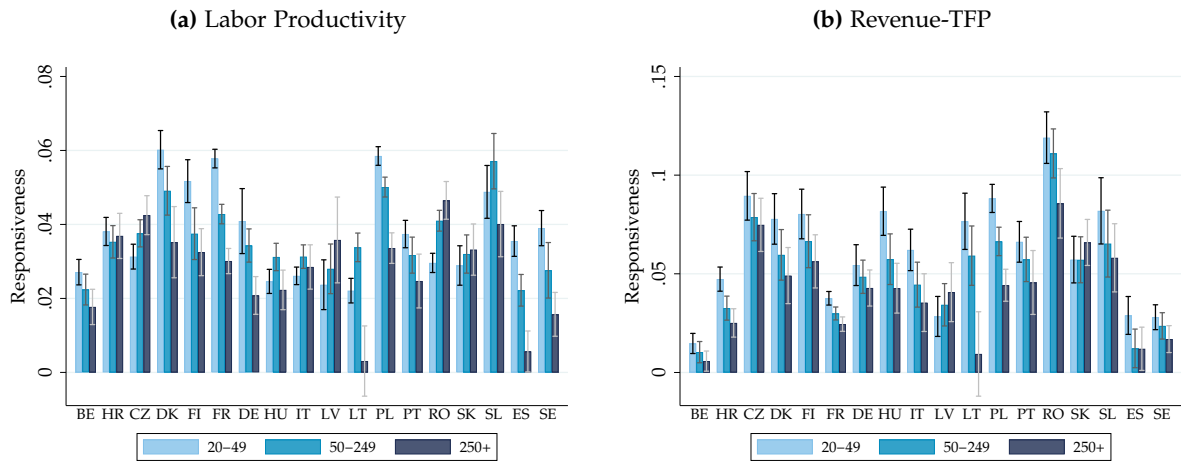 (a) Labor Productivity
Responsiveness
.08
.06
.04
.02
0
BE HR CZ DK FI FR DE HU IT LV LT PL PT RO SK SL ES SE
20–49 50–249 250+
(b) Revenue-TFP
Responsiveness
.15
.1
.05
0
BE HR CZ DK FI FR DE HU IT LV LT PL PT RO SK SL ES SE
20–49 50–249 250+